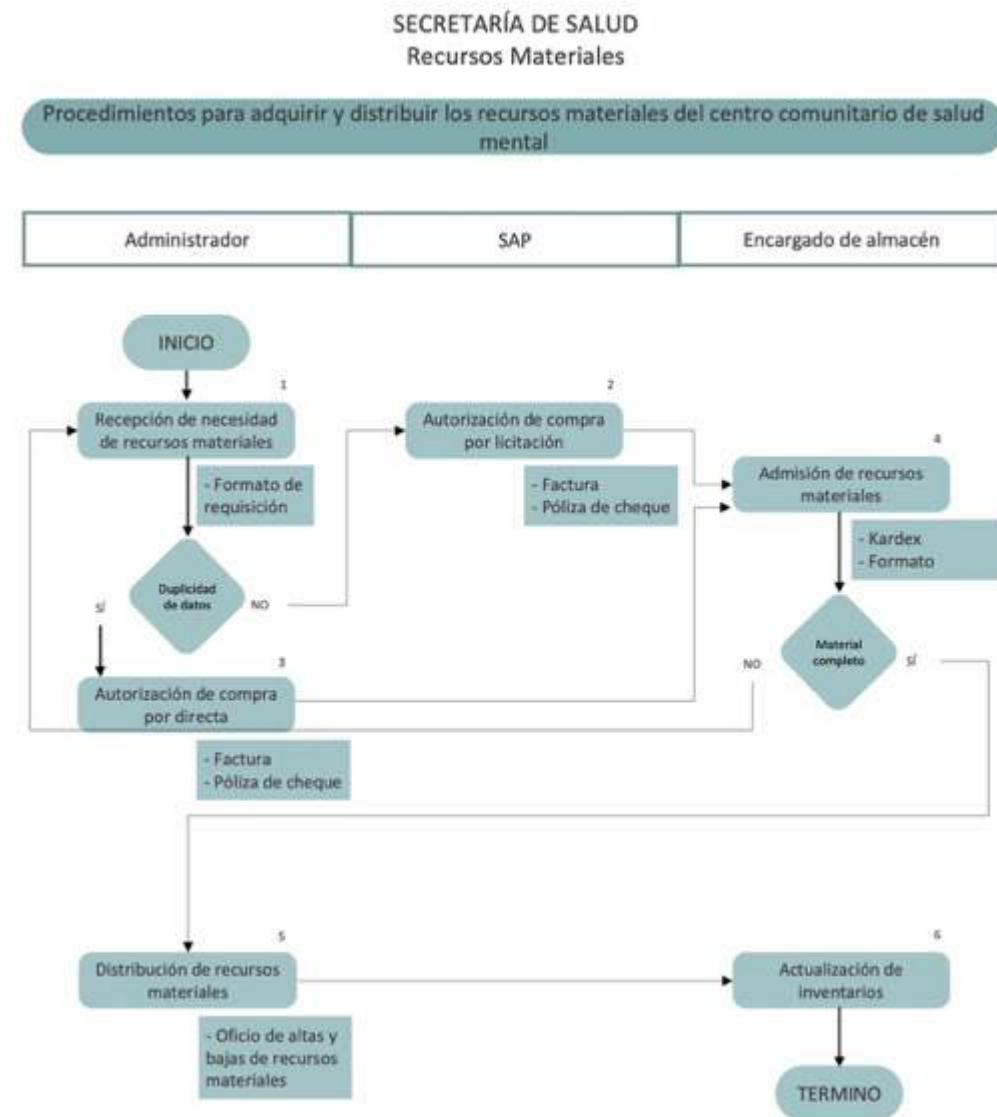 SECRETARÍA DE SALUD
Recursos Materiales
Procedimientos para adquirir y distribuir los recursos materiales del centro comunitario de salud
mental
Administrador
SAP
Encargado de almacén
INICIO
1
Recepción de necesidad
de recursos materiales
- Formato de
requisición
2
Autorización de compra
por licitación
- Factura
- Póliza de cheque
4
Admisión de recursos
materiales
- Kardex
- Formato
Duplicidad
de datos
SÍ
NO
Material
completo
NO
SÍ
3
Autorización de compra
por directa
- Factura
- Póliza de cheque
5
Distribución de recursos
materiales
- Oficio de altas y
bajas de recursos
materiales
6
Actualización de
inventarios
TERMINO